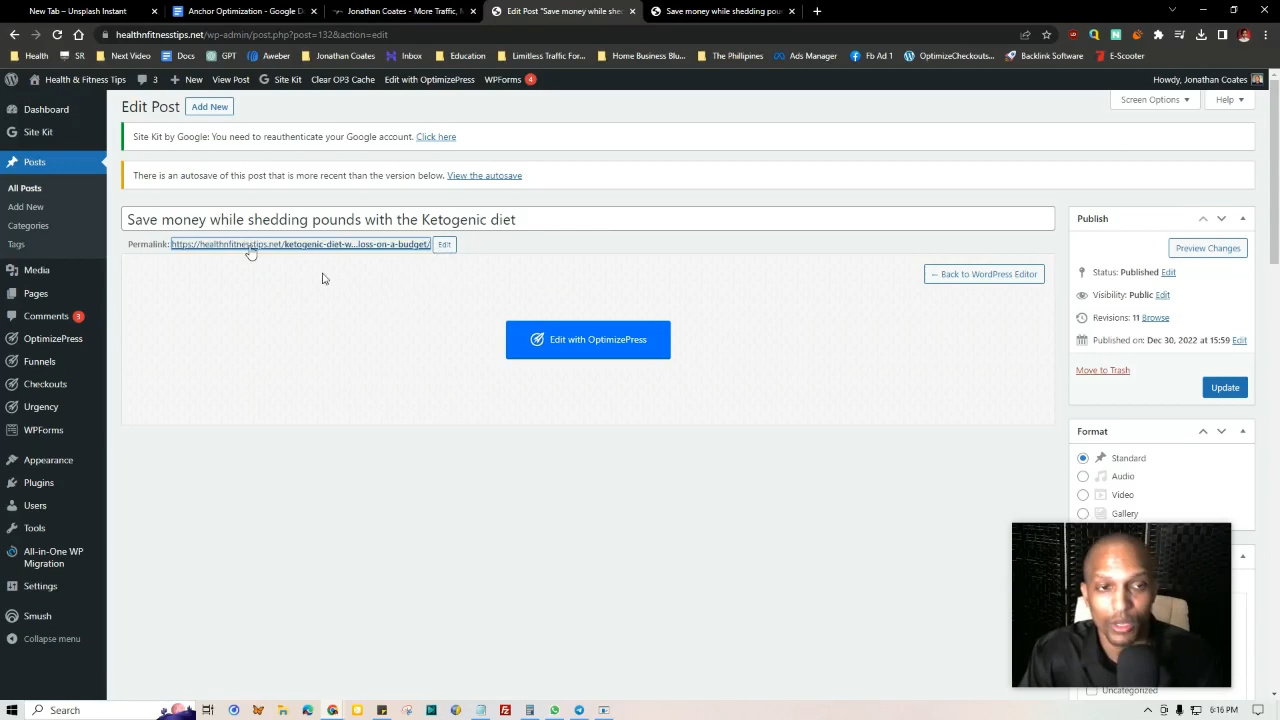 New Tab – Unsplash Instant
Anchor Optimization - Google D
Jonathan Coates - More Traffic, M
Edit Post "Save money while she
Save money while shedding pou
healthnfitnesstips.net/wp-admin/post.php?post=132&action=edit
Health
SR
Next Video
Docs
GPT
Aweber
Jonathan Coates
Inbox
Education
Limitless Traffic For...
Home Business Blu...
The Philipines
Ads Manager
Fb Ad 1
OptimizeCheckouts...
Backlink Software
E-Scooter
Health & Fitness Tips
3
New
View Post
Site Kit
Clear OP3 Cache
Edit with OptimizePress
WPForms 4
Howdy, Jonathan Coates
Dashboard
Site Kit
Posts
All Posts
Add New
Categories
Tags
Media
Pages
Comments 3
OptimizePress
Funnels
Checkouts
Urgency
WPForms
Appearance
Plugins
Users
Tools
All-in-One WP
Migration
Settings
Smush
Collapse menu
Edit Post
Add New
Screen Options
Help
Site Kit by Google: You need to reauthenticate your Google account. Click here
There is an autosave of this post that is more recent than the version below. View the autosave
Save money while shedding pounds with the Ketogenic diet
Permalink: https://healthnfitnesstips.net/ketogenic-diet-w...loss-on-a-budget/ Edit
← Back to WordPress Editor
Edit with OptimizePress
Publish
Preview Changes
Status: Published Edit
Visibility: Public Edit
Revisions: 11 Browse
Published on: Dec 30, 2022 at 15:59 Edit
Move to Trash
Update
Format
Standard
Audio
Video
Gallery
Uncategorized
Search
6:16 PM